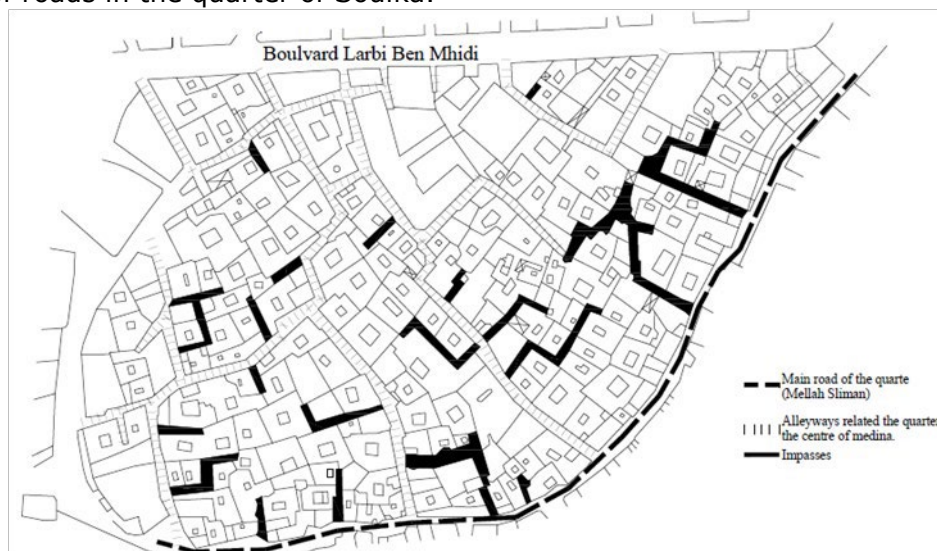 roads in the quarter of Souika.
Boulvard Larbi Ben Mhidi
Main road of the quarte
(Mellah Sliman)
Alleyways related the quarter
the centre of medina.
Impasses